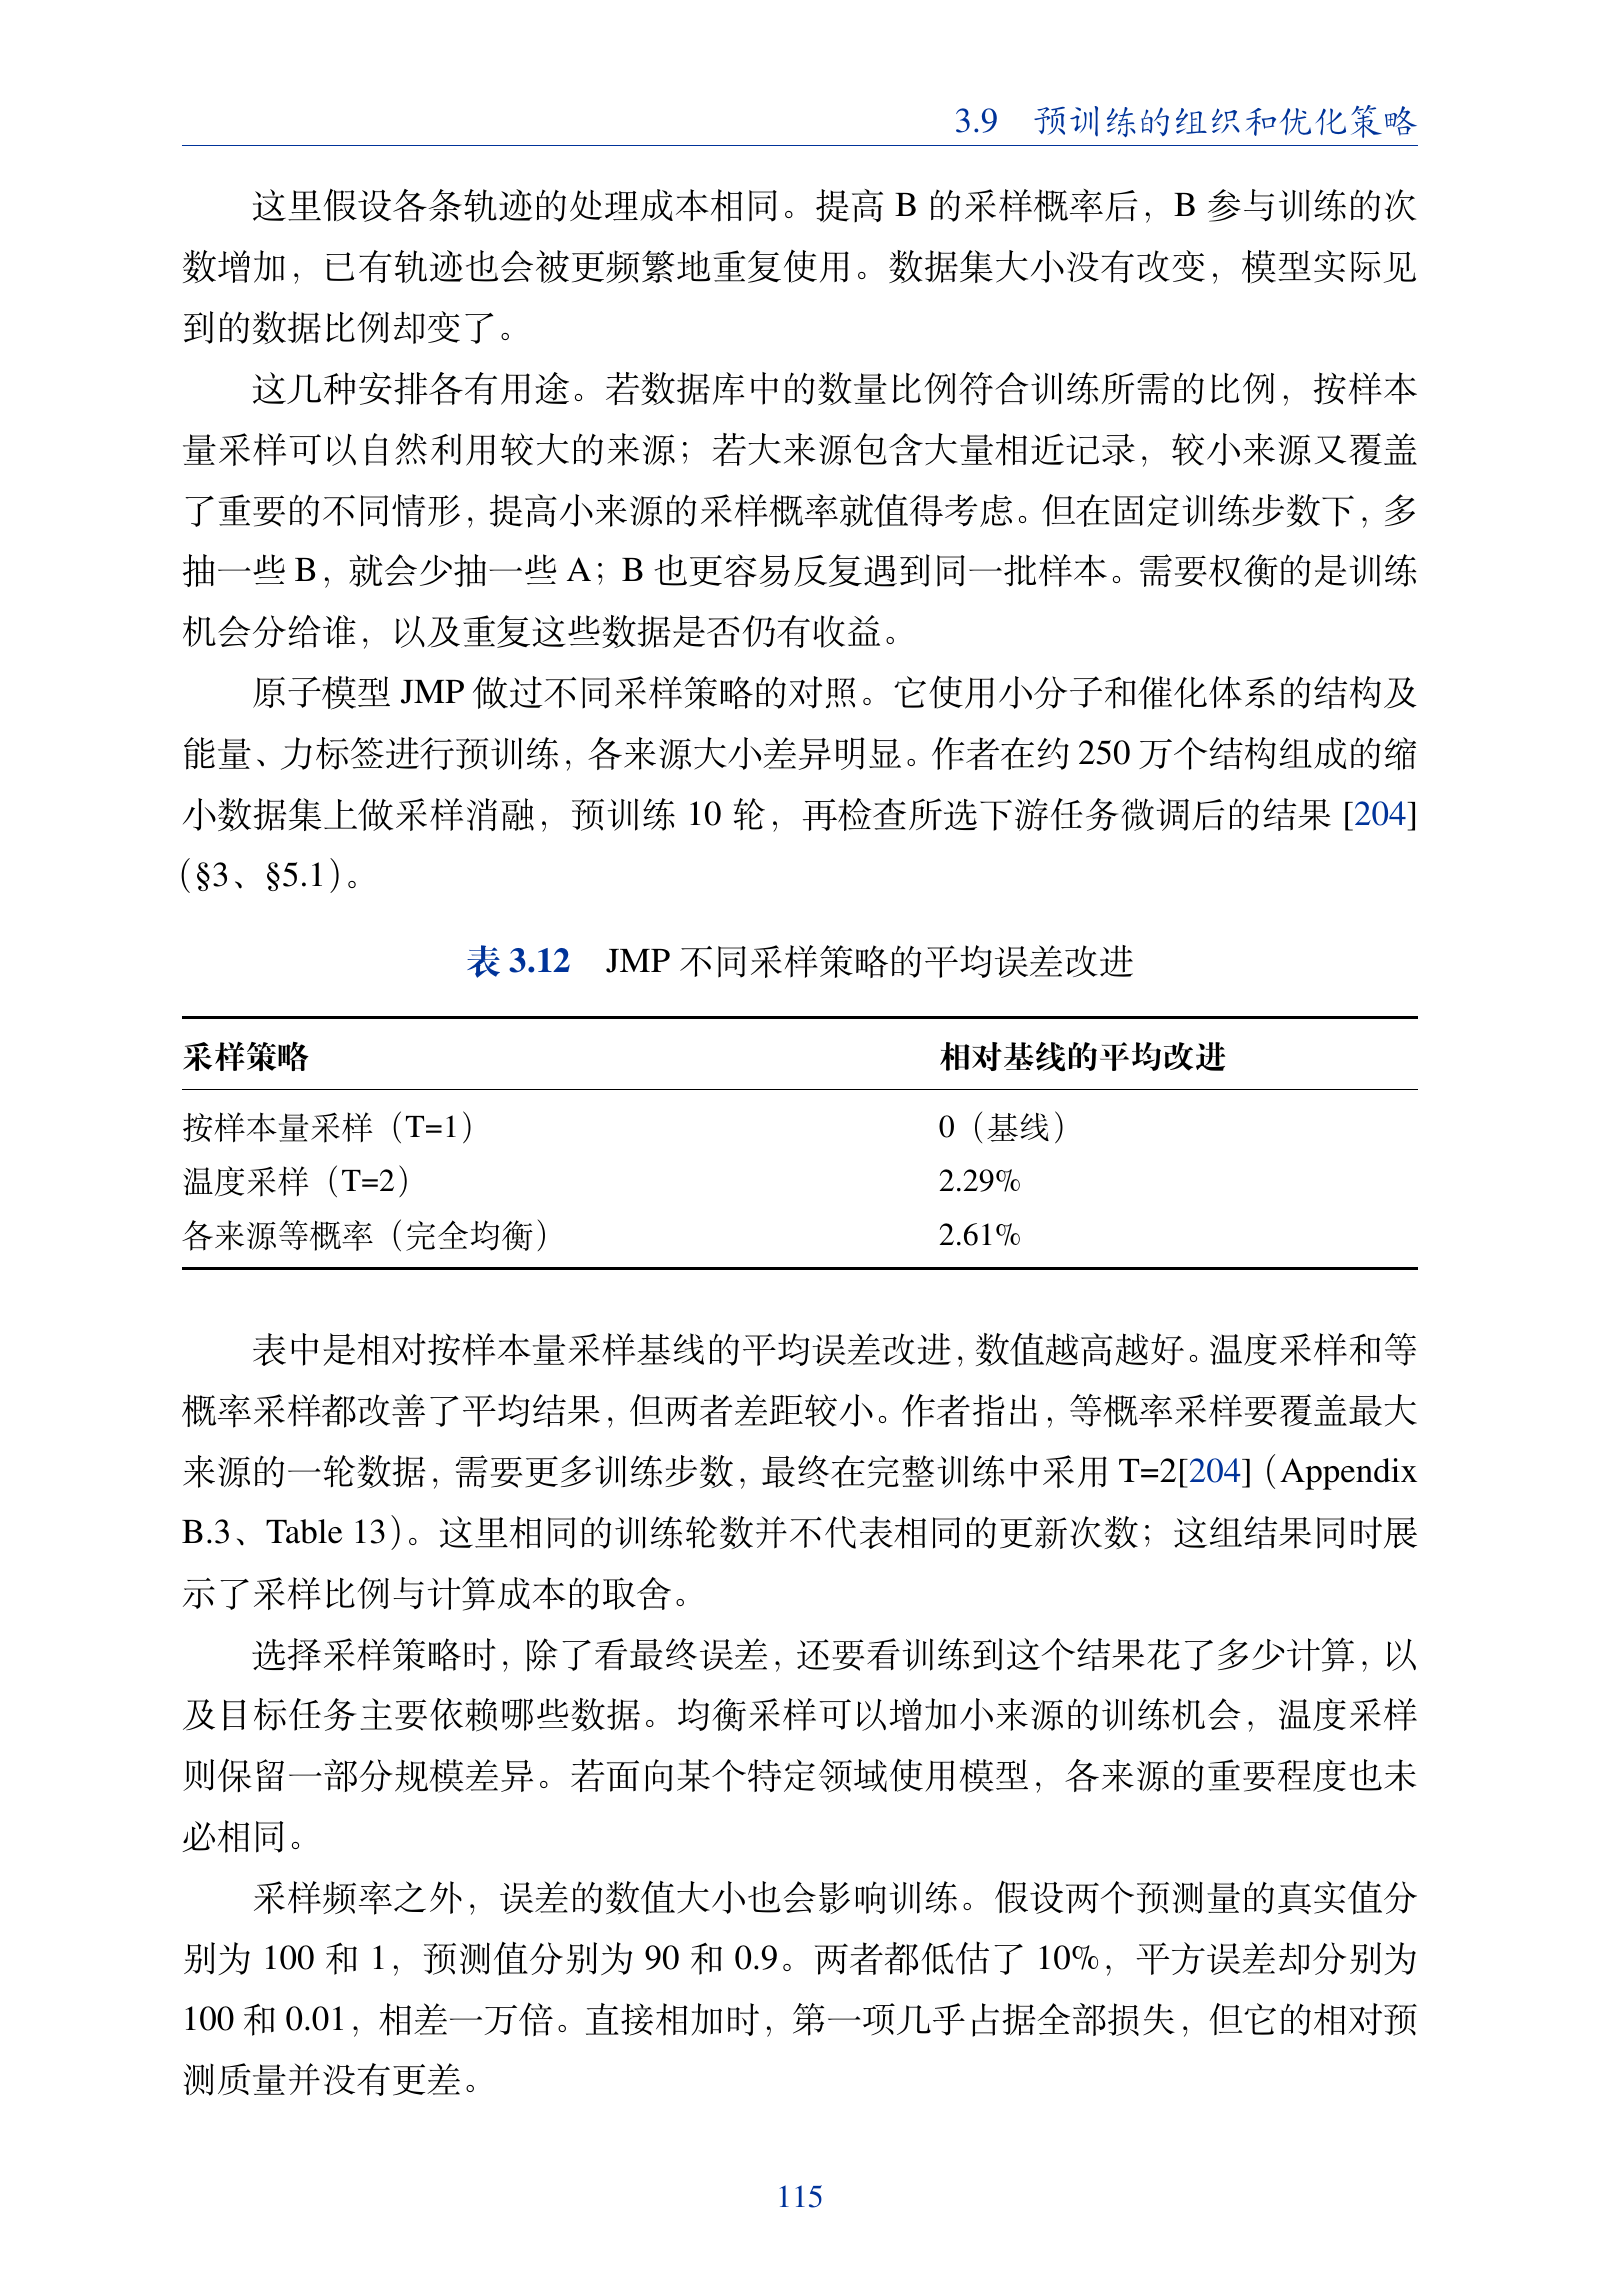 3.9 预训练的组织和优化策略
这里假设各条轨迹的处理成本相同。提高 B 的采样概率后，B 参与训练的次
数增加，已有轨迹也会被更频繁地重复使用。数据集大小没有改变，模型实际见
到的数据比例却变了。
这几种安排各有用途。若数据库中的数量比例符合训练所需的比例，按样本
量采样可以自然利用较大的来源；若大来源包含大量相近记录，较小来源又覆盖
了重要的不同情形，提高小来源的采样概率就值得考虑。但在固定训练步数下，多
抽一些 B，就会少抽一些 A；B 也更容易反复遇到同一批样本。需要权衡的是训练
机会分给谁，以及重复这些数据是否仍有收益。
原子模型 JMP 做过不同采样策略的对照。它使用小分子和催化体系的结构及
能量、力标签进行预训练，各来源大小差异明显。作者在约 250 万个结构组成的缩
小数据集上做采样消融，预训练 10 轮，再检查所选下游任务微调后的结果 [204]
（§3、§5.1）。
表 3.12 JMP 不同采样策略的平均误差改进
采样策略 相对基线的平均改进
按样本量采样（T=1） 0（基线）
温度采样（T=2） 2.29%
各来源等概率（完全均衡） 2.61%
表中是相对按样本量采样基线的平均误差改进，数值越高越好。温度采样和等
概率采样都改善了平均结果，但两者差距较小。作者指出，等概率采样要覆盖最大
来源的一轮数据，需要更多训练步数，最终在完整训练中采用 T=2[204]（Appendix
B.3、Table 13）。这里相同的训练轮数并不代表相同的更新次数；这组结果同时展
示了采样比例与计算成本的取舍。
选择采样策略时，除了看最终误差，还要看训练到这个结果花了多少计算，以
及目标任务主要依赖哪些数据。均衡采样可以增加小来源的训练机会，温度采样
则保留一部分规模差异。若面向某个特定领域使用模型，各来源的重要程度也未
必相同。
采样频率之外，误差的数值大小也会影响训练。假设两个预测量的真实值分
别为 100 和 1，预测值分别为 90 和 0.9。两者都低估了 10%，平方误差却分别为
100 和 0.01，相差一万倍。直接相加时，第一项几乎占据全部损失，但它的相对预
测质量并没有更差。
115